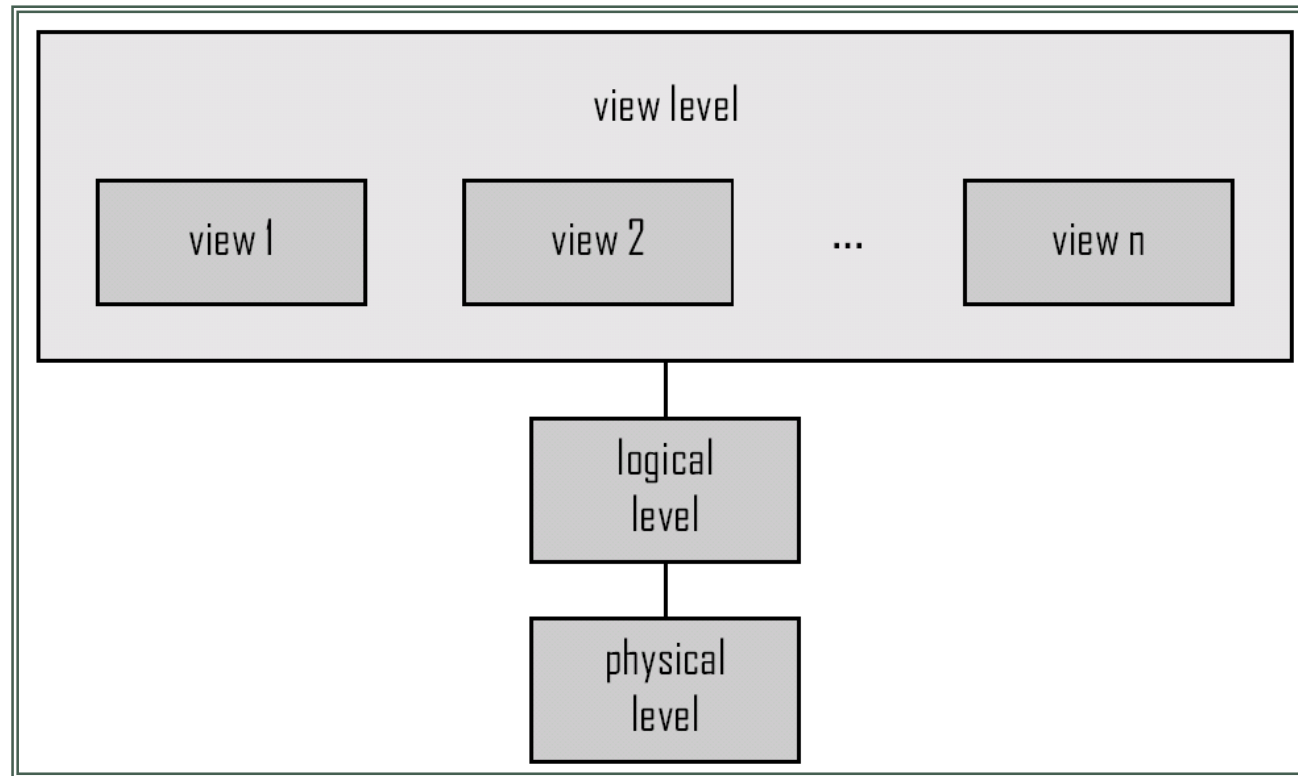 view level
view 1
view 2
...
view n
logical
level
physical
level